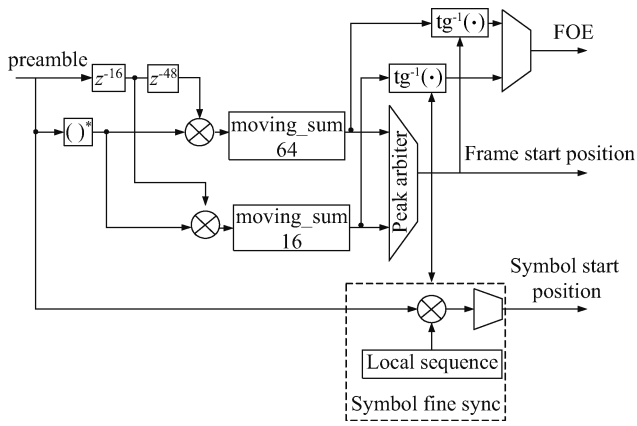 tg⁻¹(·)
FOE
preamble
z⁻¹⁶
z⁻⁴⁸
tg⁻¹(·)
()*
moving_sum
64
Peak arbiter
Frame start position
moving_sum
16
Symbol start
position
Local sequence
Symbol fine sync